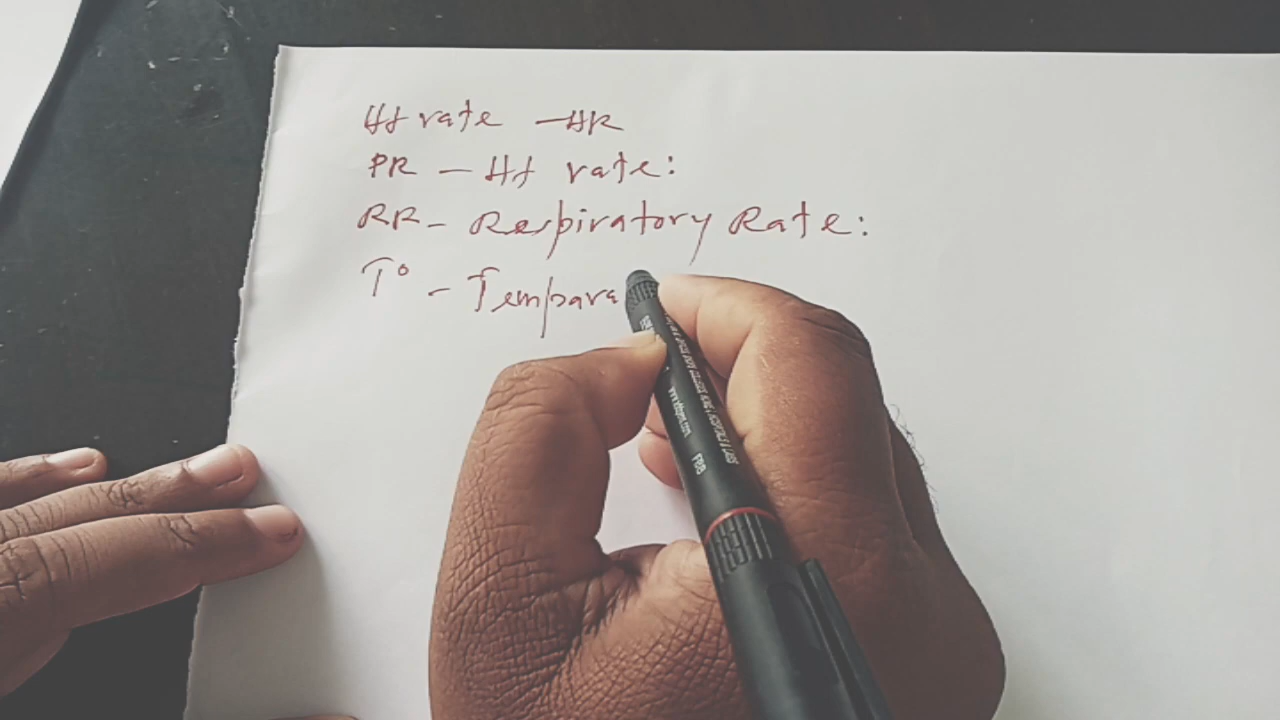 Ht rate - HR
PR - Ht rate:
RR - Respiratory Rate:
T° - Tempara